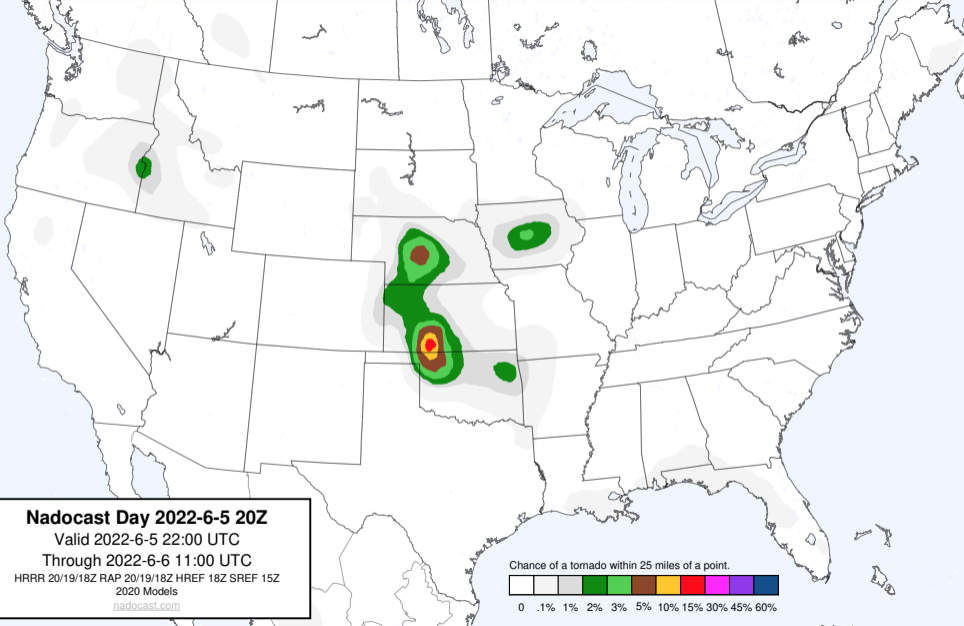 Nadocast Day 2022-6-5 20Z
Valid 2022-6-5 22:00 UTC
Through 2022-6-6 11:00 UTC
HRRR 20/19/18Z RAP 20/19/18Z HREF 18Z SREF 15Z
2020 Models
nadocast.com
Chance of a tornado within 25 miles of a point.
0 .1% 1% 2% 3% 5% 10% 15% 30% 45% 60%